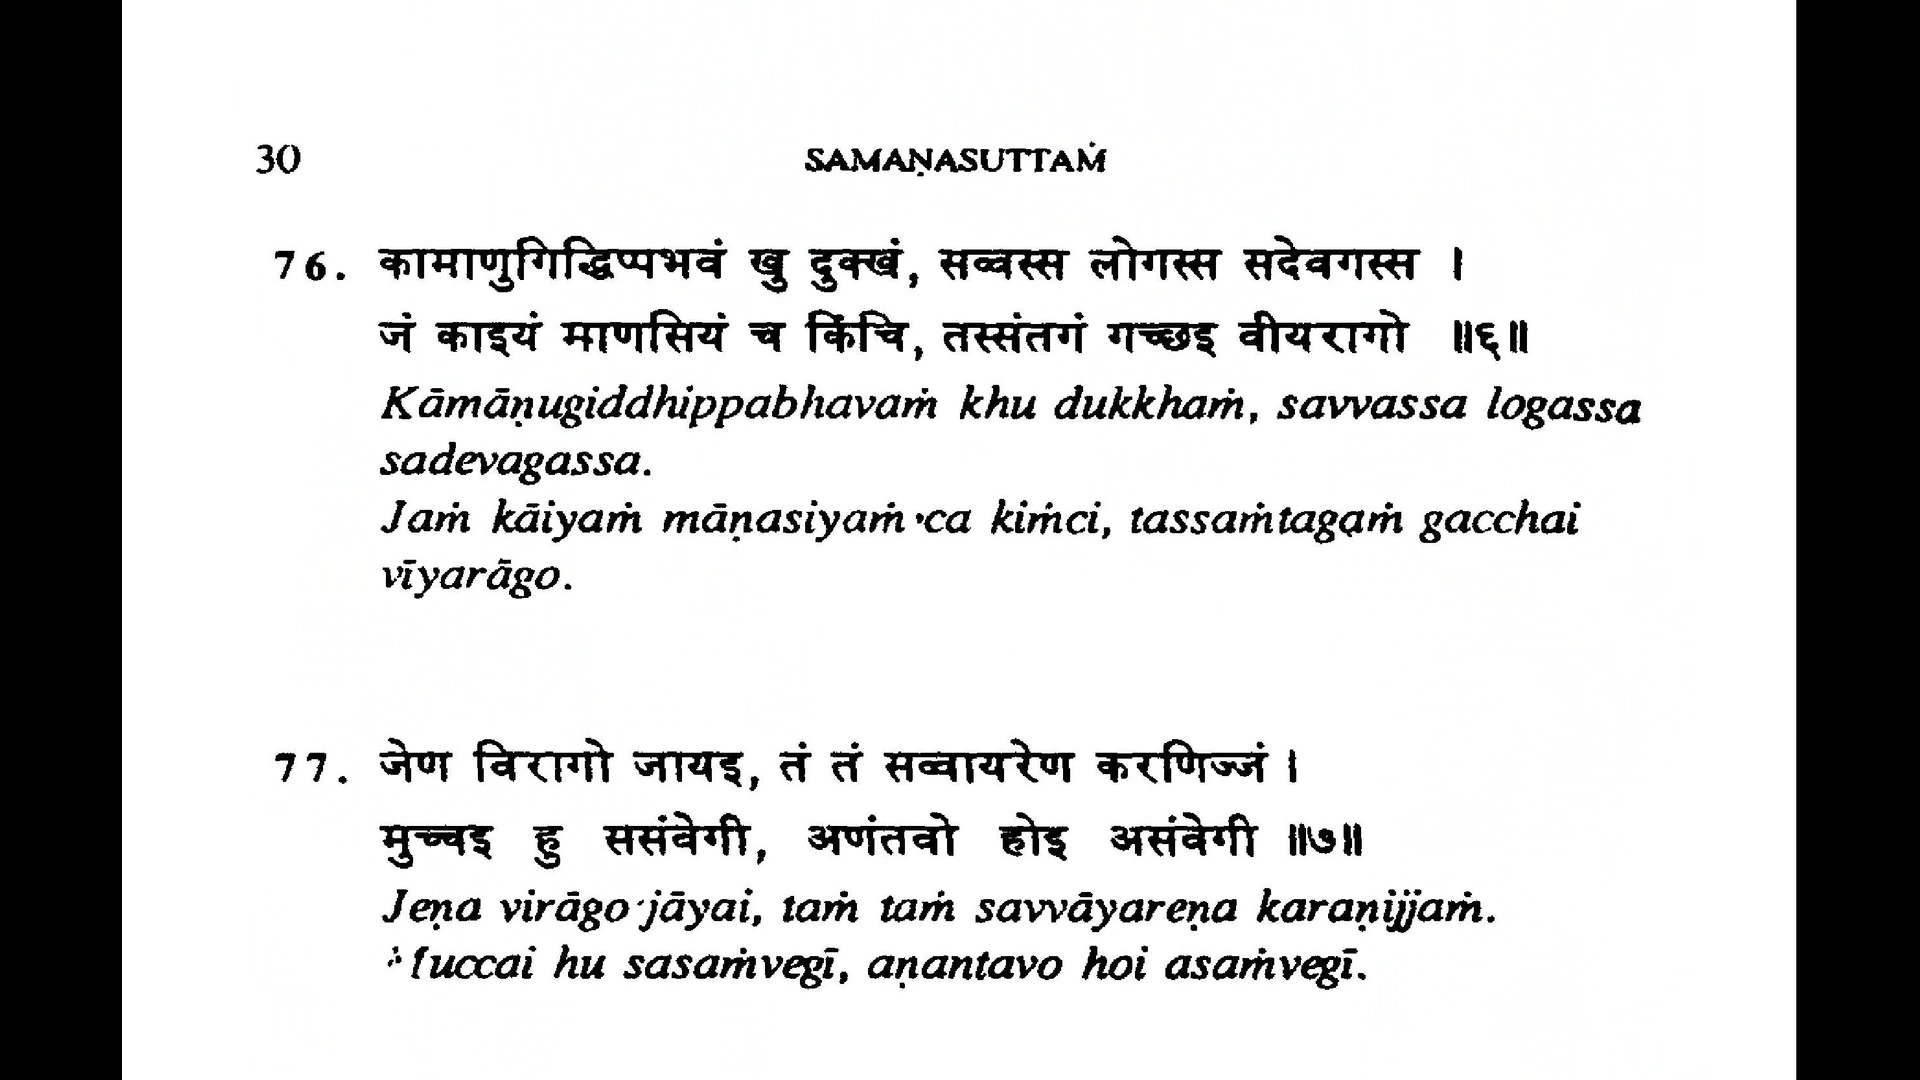 30 SAMAṆASUTTAṀ
76. कामाणुगिद्धिप्पभवं खु दुक्खं, सव्वस्स लोगस्स सदेवगस्स ।
जं काइयं माणसियं च किंचि, तस्संतगं गच्छइ वीयरागो ॥६॥
Kāmāṇugiddhippabhavaṁ khu dukkhaṁ, savvassa logassa
sadevagassa.
Jaṁ kāiyaṁ māṇasiyaṁ ca kiṁci, tassaṁtagaṁ gacchai
vīyarāgo.
77. जेण विरागो जायइ, तं तं सव्वायरेण करणिज्जं ।
मुच्चइ हु ससंवेगी, अणंतवो होइ असंवेगी ॥७॥
Jeṇa virāgo jāyai, taṁ taṁ savvāyareṇa karaṇijjaṁ.
Muccai hu sasaṁvegī, aṇantavo hoi asaṁvegī.